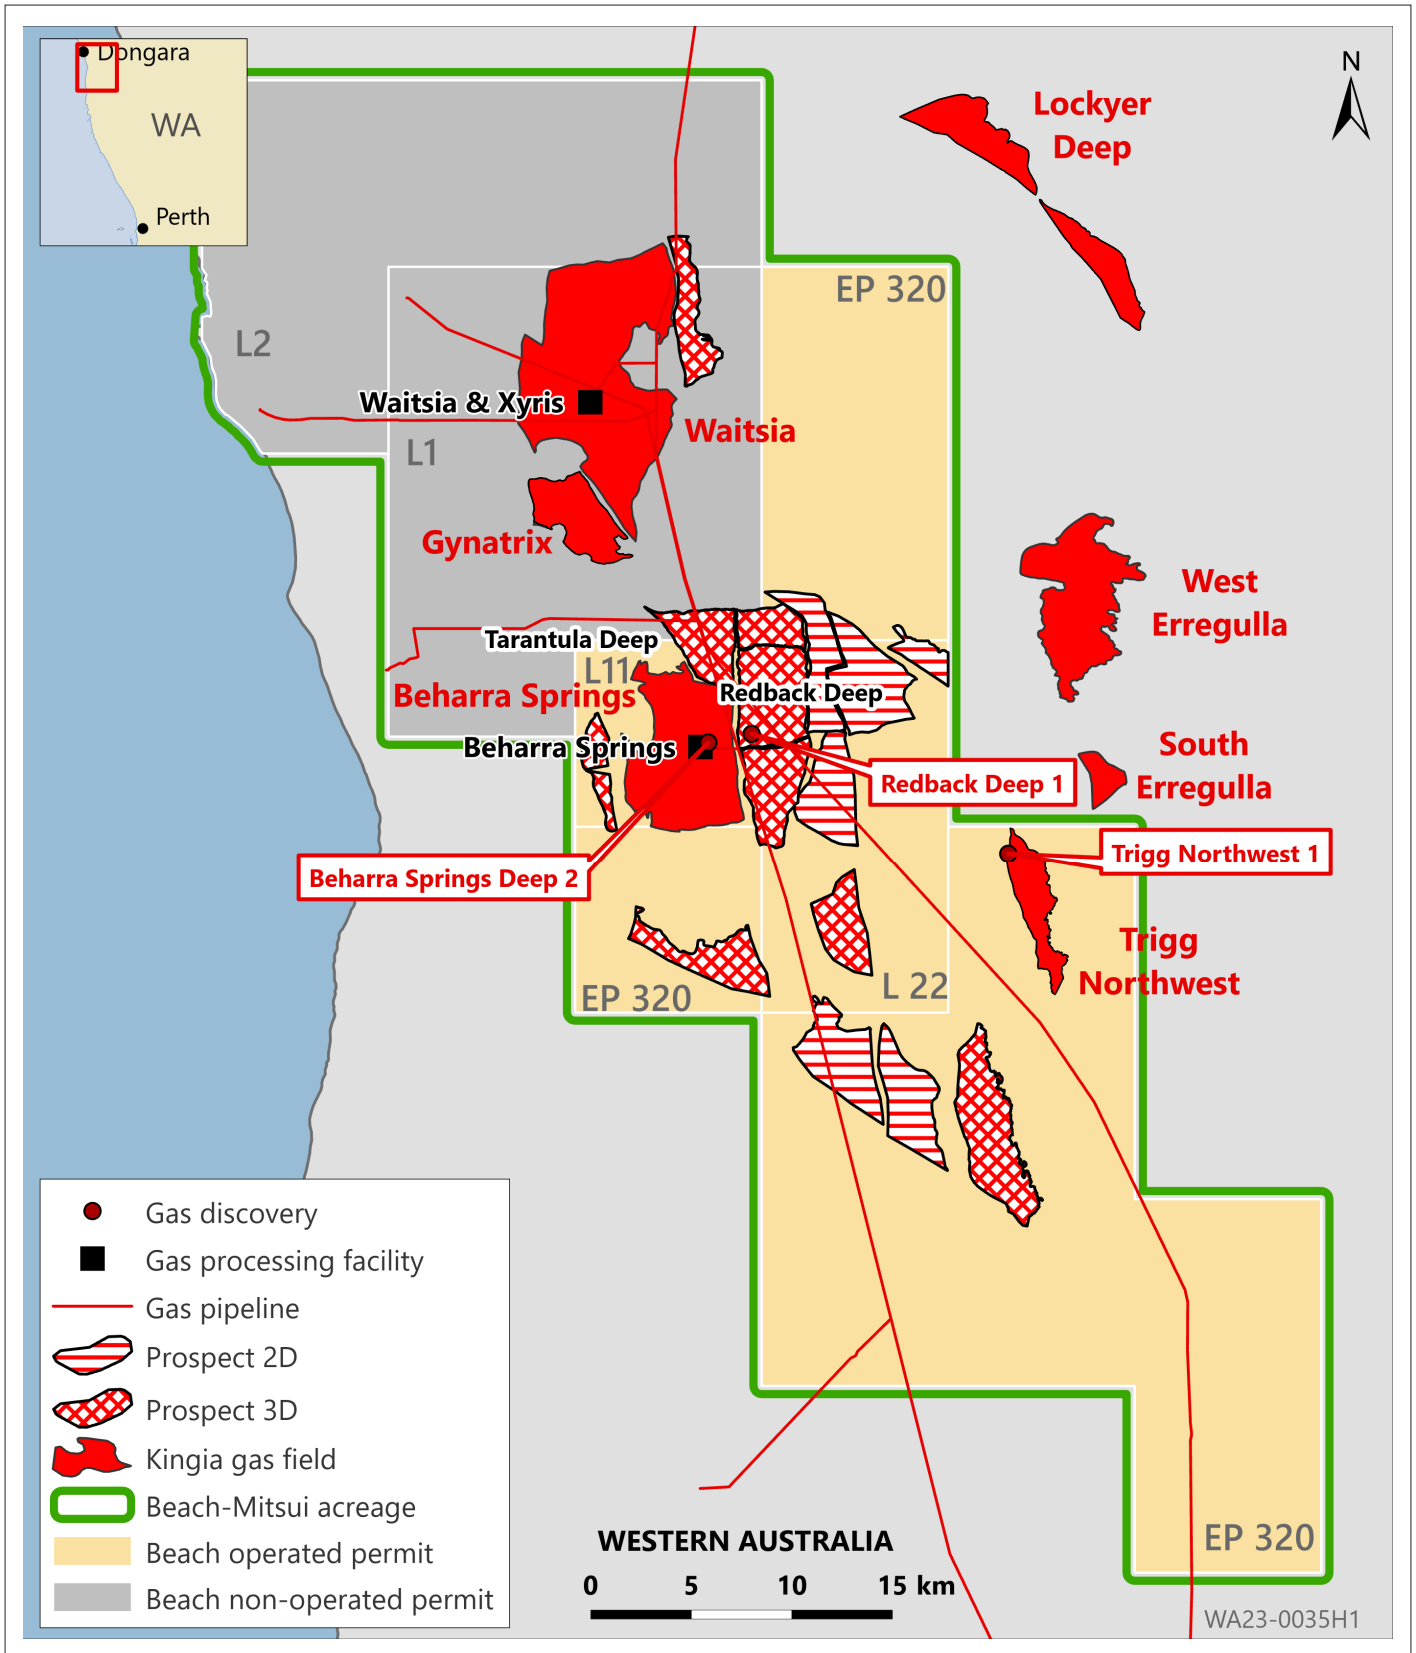 Dongara
WA
Perth
N
Lockyer
Deep
EP 320
L2
Waitsia & Xyris
Waitsia
L1
Gynatrix
West
Erregulla
Tarantula Deep
L11
Beharra Springs
Redback Deep
Beharra Springs
South
Erregulla
Redback Deep 1
Trigg Northwest 1
Beharra Springs Deep 2
Trigg
Northwest
L 22
EP 320
Gas discovery
Gas processing facility
Gas pipeline
Prospect 2D
Prospect 3D
Kingia gas field
Beach-Mitsui acreage
Beach operated permit
Beach non-operated permit
WESTERN AUSTRALIA
0 5 10 15 km
EP 320
WA23-0035H1